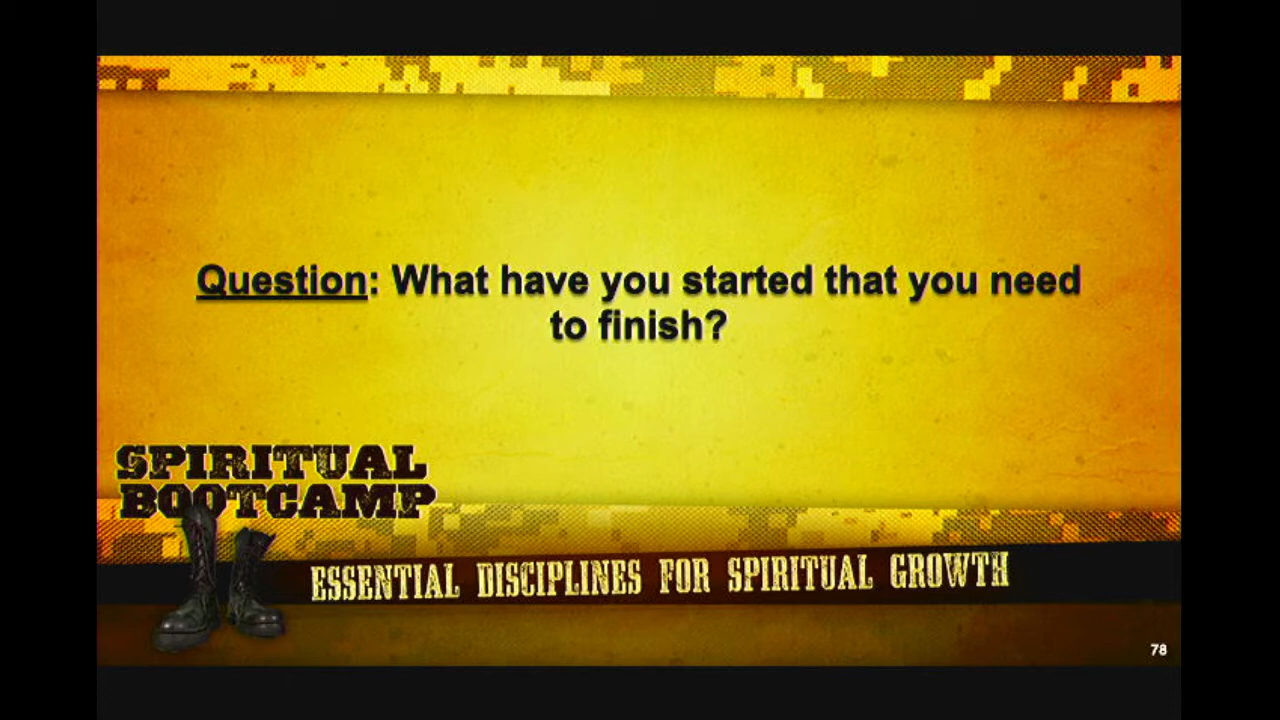 Question: What have you started that you need
to finish?
SPIRITUAL
BOOTCAMP
ESSENTIAL DISCIPLINES FOR SPIRITUAL GROWTH
78